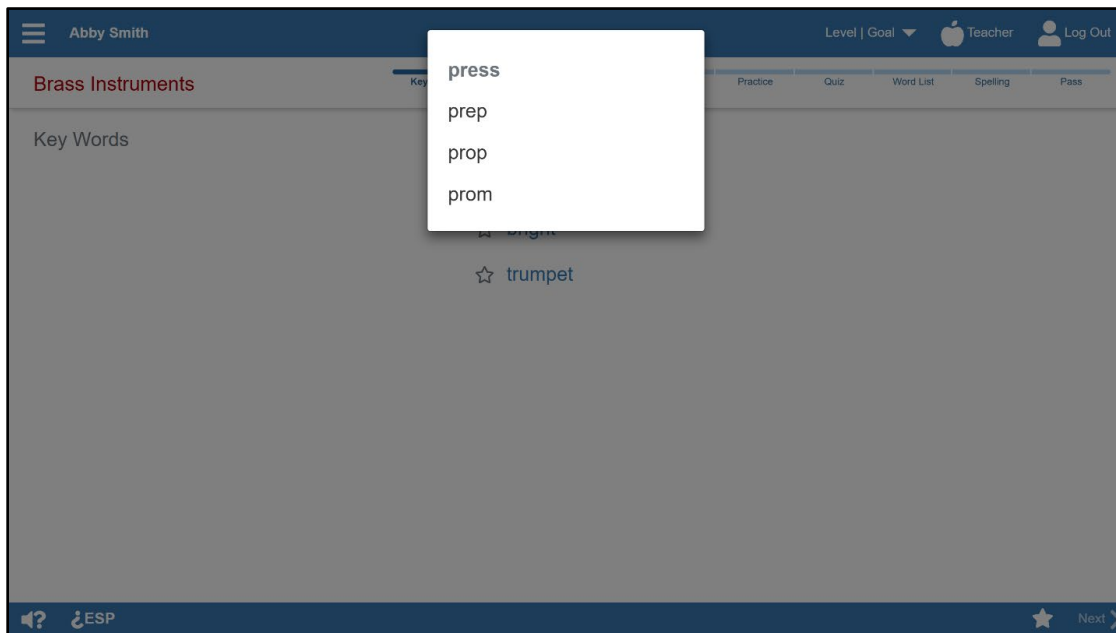 Abby Smith
Level | Goal
Teacher
Log Out
Brass Instruments
Key
Practice
Quiz
Word List
Spelling
Pass
Key Words
press
prep
prop
prom
bright
trumpet
? ¿ESP
Next